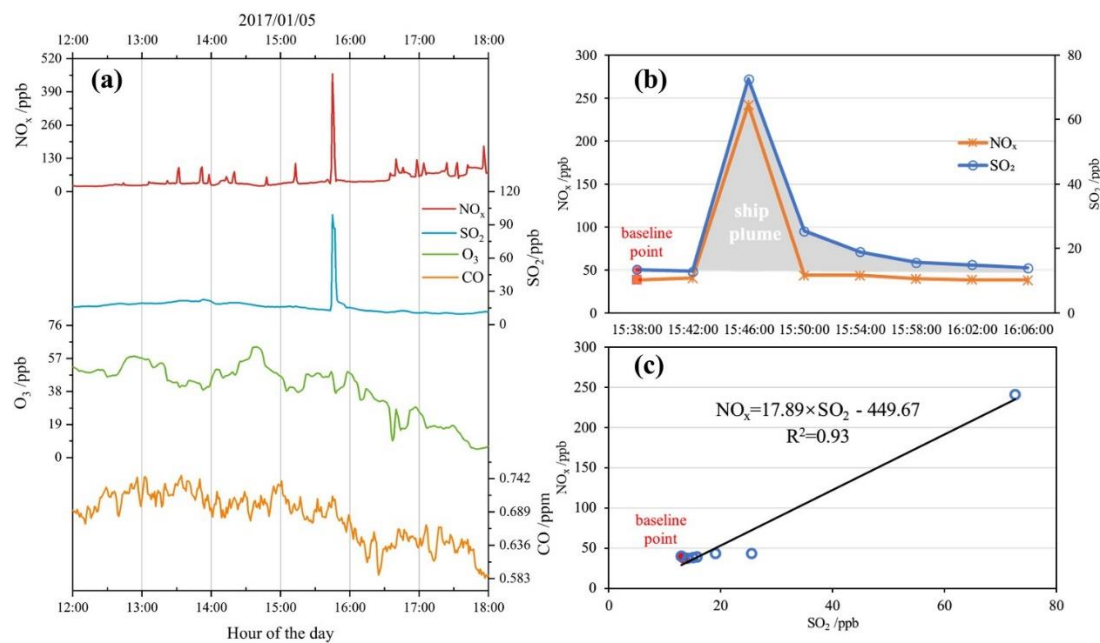 2017/01/05
12:00 13:00 14:00 15:00 16:00 17:00 18:00
(a)
NOx /ppb
520
390
260
130
0
NOx
SO2
O3
CO
120
90
60
30
0
SO2/ppb
76
57
38
19
0
O3 /ppb
0.742
0.689
0.636
0.583
CO /ppm
12:00 13:00 14:00 15:00 16:00 17:00 18:00
Hour of the day
(b)
NOx /ppb
300
250
200
150
100
50
0
80
60
40
20
0
SO2 /ppb
NOx
SO2
ship
plume
baseline
point
15:38:00 15:42:00 15:46:00 15:50:00 15:54:00 15:58:00 16:02:00 16:06:00
(c)
NOx /ppb
300
250
200
150
100
50
0
NOx=17.89×SO2 - 449.67
R2=0.93
baseline
point
0 20 40 60 80
SO2 /ppb